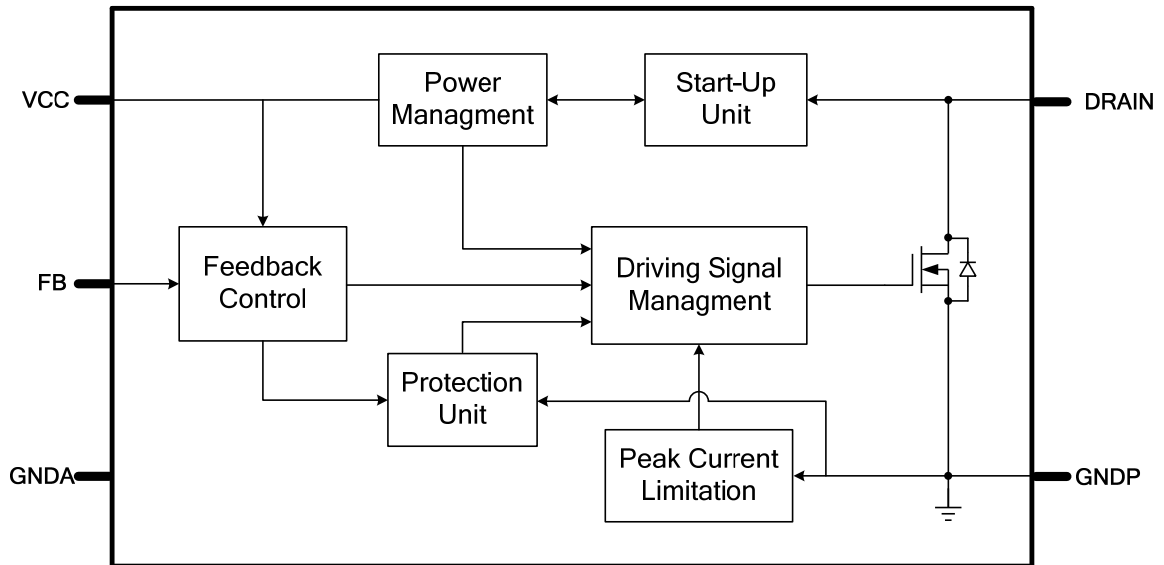 Power
Managment
Start-Up
Unit
VCC
DRAIN
Feedback
Control
Driving Signal
Managment
FB
Protection
Unit
Peak Current
Limitation
GNDA
GNDP